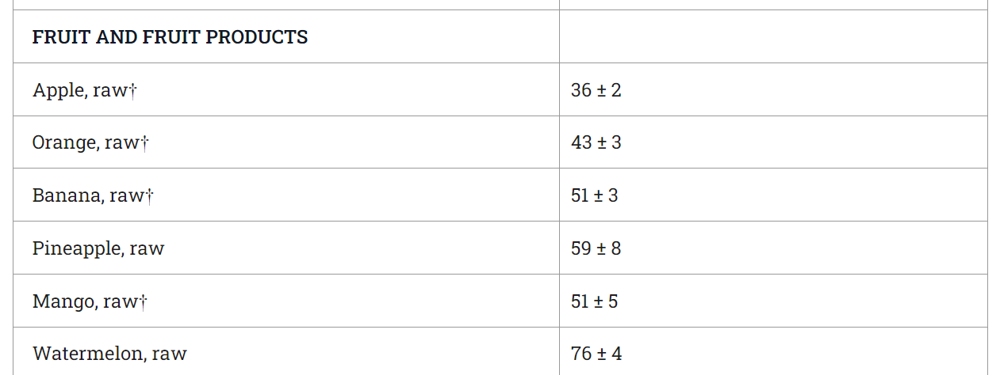 FRUIT AND FRUIT PRODUCTS
Apple, raw† 36 ± 2
Orange, raw† 43 ± 3
Banana, raw† 51 ± 3
Pineapple, raw 59 ± 8
Mango, raw† 51 ± 5
Watermelon, raw 76 ± 4